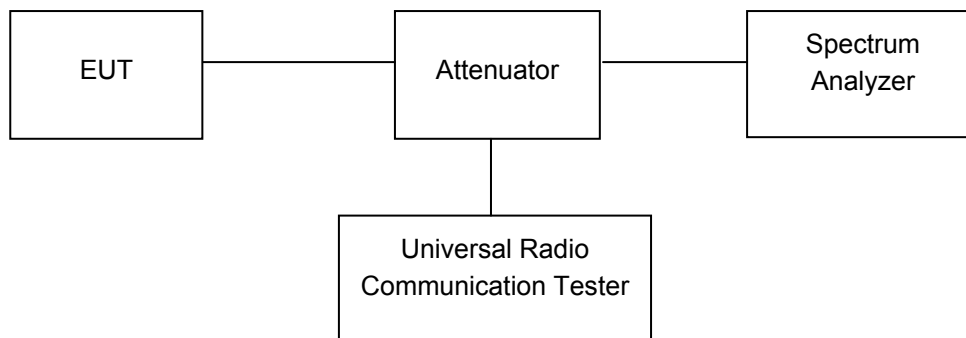 EUT
Attenuator
Spectrum
Analyzer
Universal Radio
Communication Tester